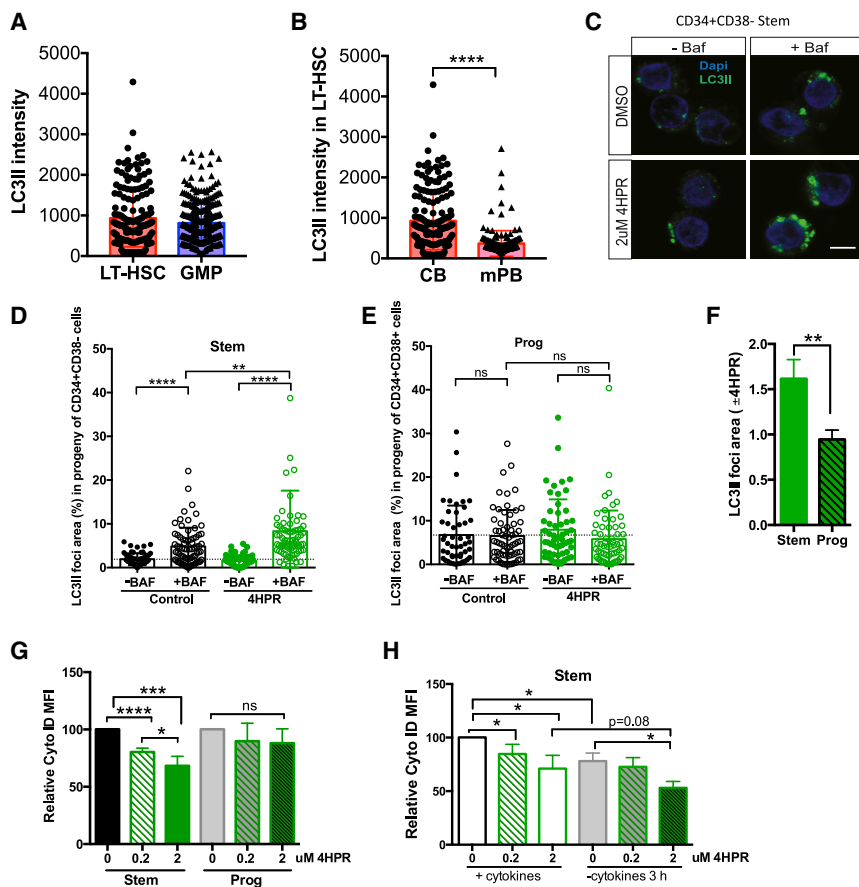 A
LC3II intensity
5000
4000
3000
2000
1000
0
LT-HSC GMP
B
LC3II intensity in LT-HSC
5000
4000
3000
2000
1000
0
****
CB mPB
C
CD34+CD38- Stem
- Baf + Baf
Dapi
LC3II
DMSO
2uM 4HPR
D
Stem
LC3II foci area (%) in progeny of CD34+CD38- cells
50
40
30
20
10
0
**
**** ****
-BAF +BAF -BAF +BAF
Control 4HPR
E
Prog
LC3II foci area (%) in progeny of CD34+CD38+ cells
50
40
30
20
10
0
ns
ns ns
-BAF +BAF -BAF +BAF
Control 4HPR
F
LC3II foci area (±4HPR)
2.0
1.5
1.0
0.5
0.0
**
Stem Prog
G
Relative Cyto ID MFI
150
100
50
0
***
****
*
ns
0 0.2 2 0 0.2 2 uM 4HPR
Stem Prog
H
Stem
Relative Cyto ID MFI
150
100
50
0
*
*
*
p=0.08
*
0 0.2 2 0 0.2 2 uM 4HPR
+ cytokines -cytokines 3 h